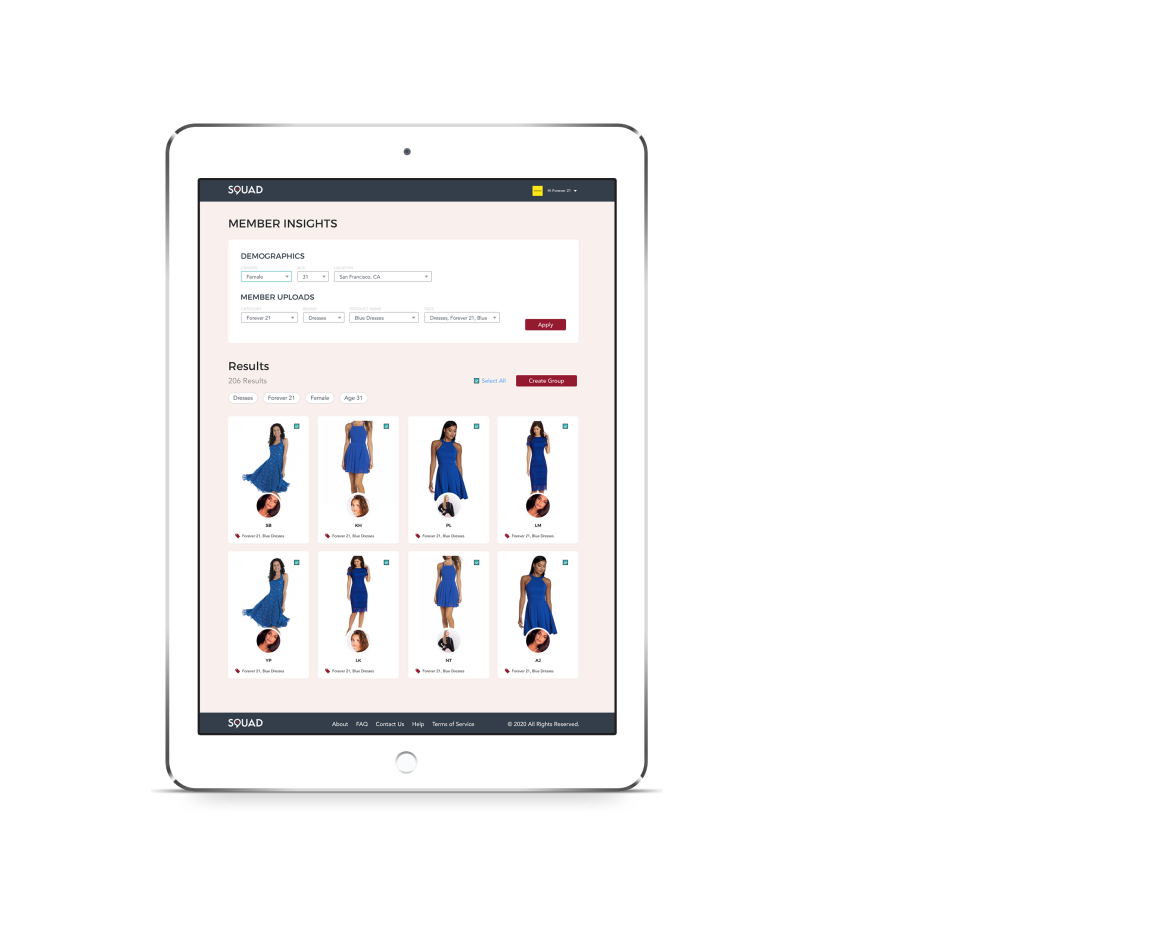 SQUAD
Hi Forever 21
MEMBER INSIGHTS
DEMOGRAPHICS
Female 31 San Francisco, CA
MEMBER UPLOADS
Forever 21 Dresses Blue Dresses Dresses, Forever 21, Blue
Apply
Results
206 Results
Select All
Create Group
Dresses Forever 21 Female Age 31
SB KH PL LM
Forever 21, Blue Dresses Forever 21, Blue Dresses Forever 21, Blue Dresses Forever 21, Blue Dresses
YP LK NT AJ
Forever 21, Blue Dresses Forever 21, Blue Dresses Forever 21, Blue Dresses Forever 21, Blue Dresses
SQUAD About FAQ Contact Us Help Terms of Service © 2020 All Rights Reserved.